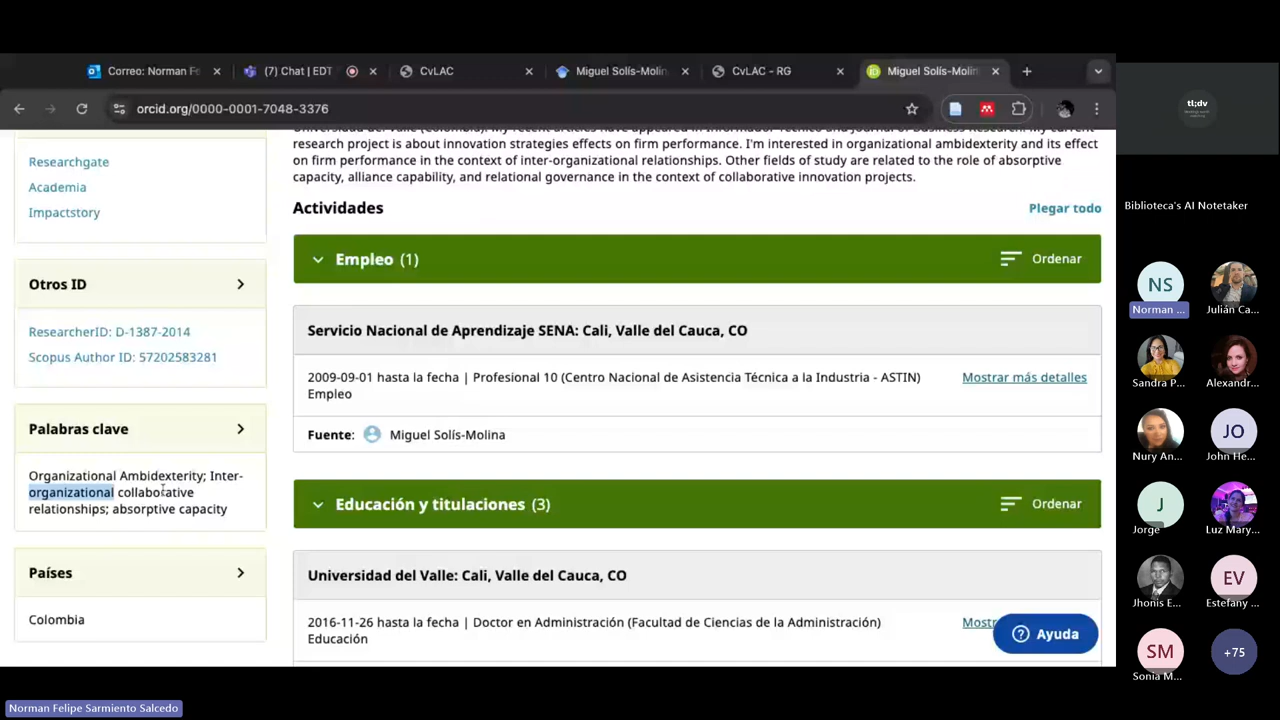 Correo: Norman Fe
(7) Chat | EDT
CvLAC
Miguel Solís-Molin
CvLAC - RG
Miguel Solís-Molin
orcid.org/0000-0001-7048-3376
Researchgate
Academia
Impactstory
Otros ID
ResearcherID: D-1387-2014
Scopus Author ID: 57202583281
Palabras clave
Organizational Ambidexterity; Inter-
organizational collaborative
relationships; absorptive capacity
Países
Colombia
research project is about innovation strategies effects on firm performance. I'm interested in organizational ambidexterity and its effect
on firm performance in the context of inter-organizational relationships. Other fields of study are related to the role of absorptive
capacity, alliance capability, and relational governance in the context of collaborative innovation projects.
Actividades
Plegar todo
Empleo (1)
Ordenar
Servicio Nacional de Aprendizaje SENA: Cali, Valle del Cauca, CO
2009-09-01 hasta la fecha | Profesional 10 (Centro Nacional de Asistencia Técnica a la Industria - ASTIN)
Empleo
Mostrar más detalles
Fuente: Miguel Solís-Molina
Educación y titulaciones (3)
Ordenar
Universidad del Valle: Cali, Valle del Cauca, CO
2016-11-26 hasta la fecha | Doctor en Administración (Facultad de Ciencias de la Administración)
Educación
Most
Ayuda
tl;dv
Biblioteca's AI Notetaker
NS
Norman ...
Julián Ca...
Sandra P...
Alexandr...
Nury An...
JO
John He...
J
Jorge
Luz Mary...
Jhonis E...
EV
Estefany ...
SM
Sonia M...
+75
Norman Felipe Sarmiento Salcedo